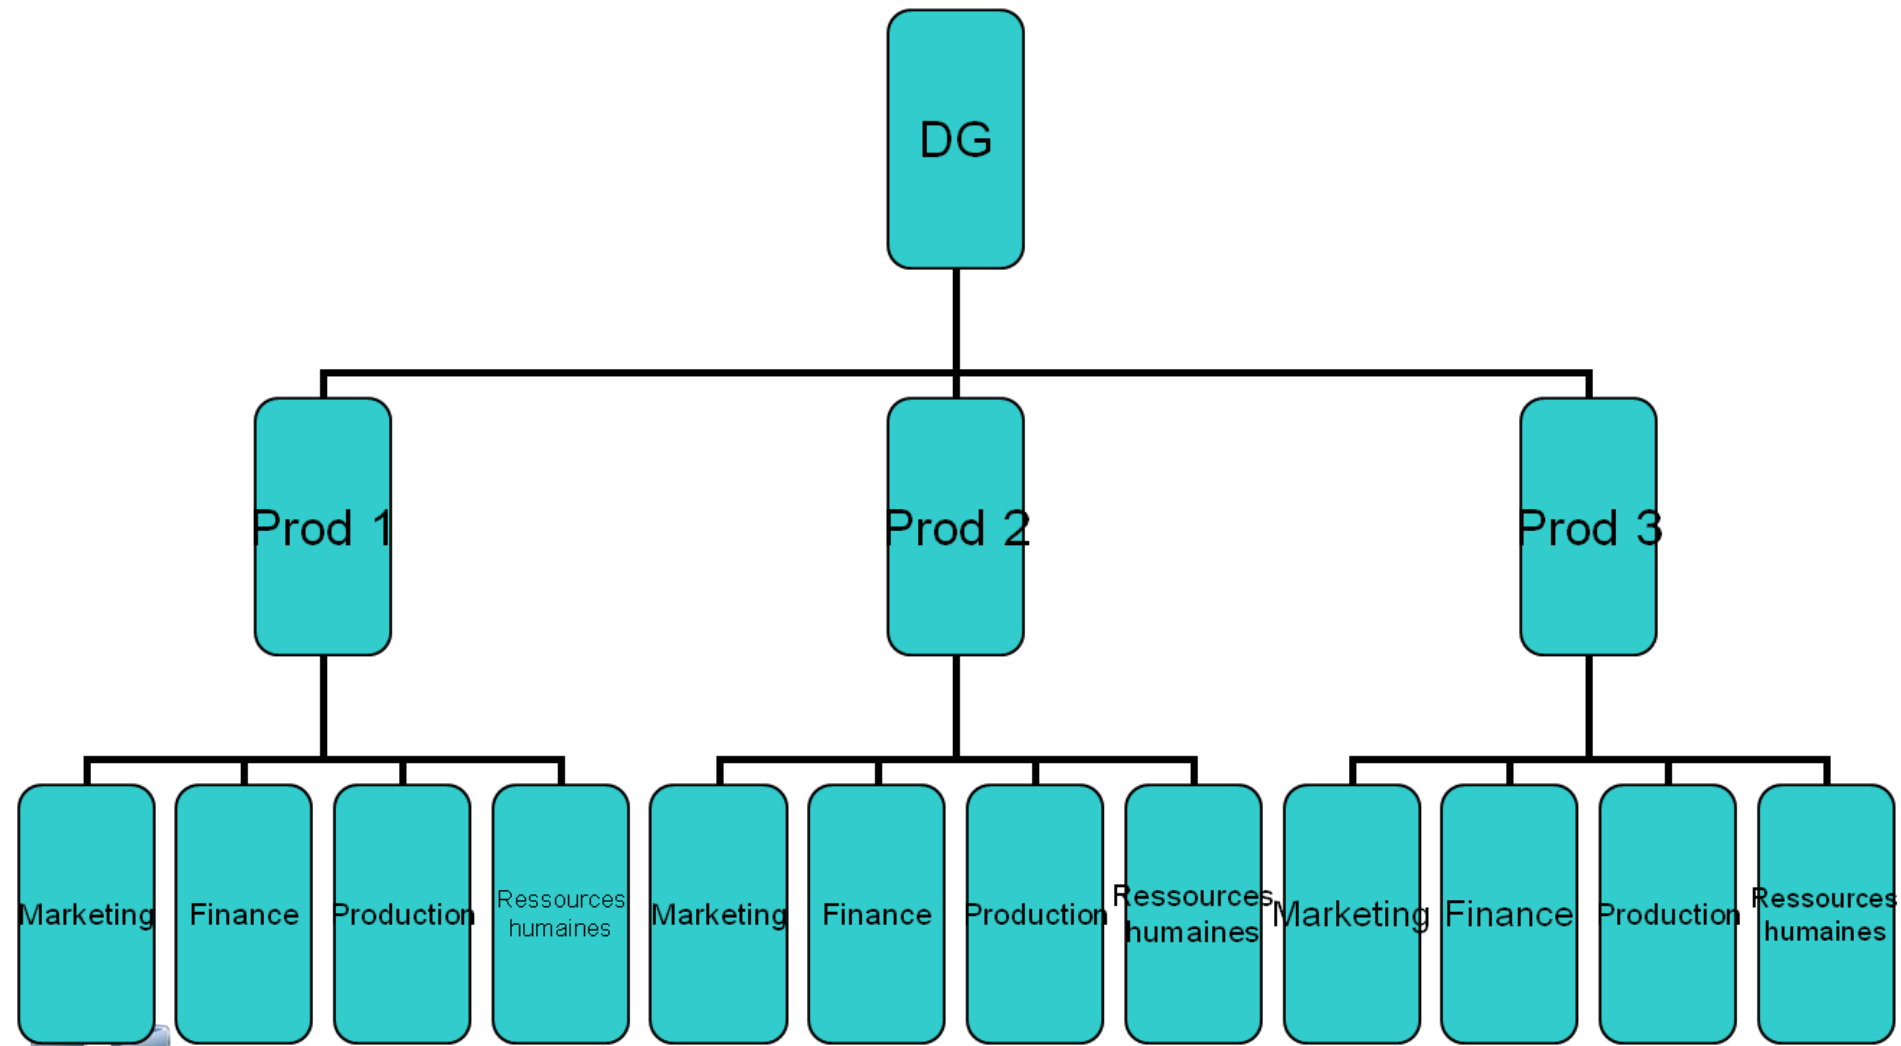 DG
Prod 1
Prod 2
Prod 3
Marketing
Finance
Production
Ressources
humaines
Marketing
Finance
Production
Ressources
humaines
Marketing
Finance
Production
Ressources
humaines